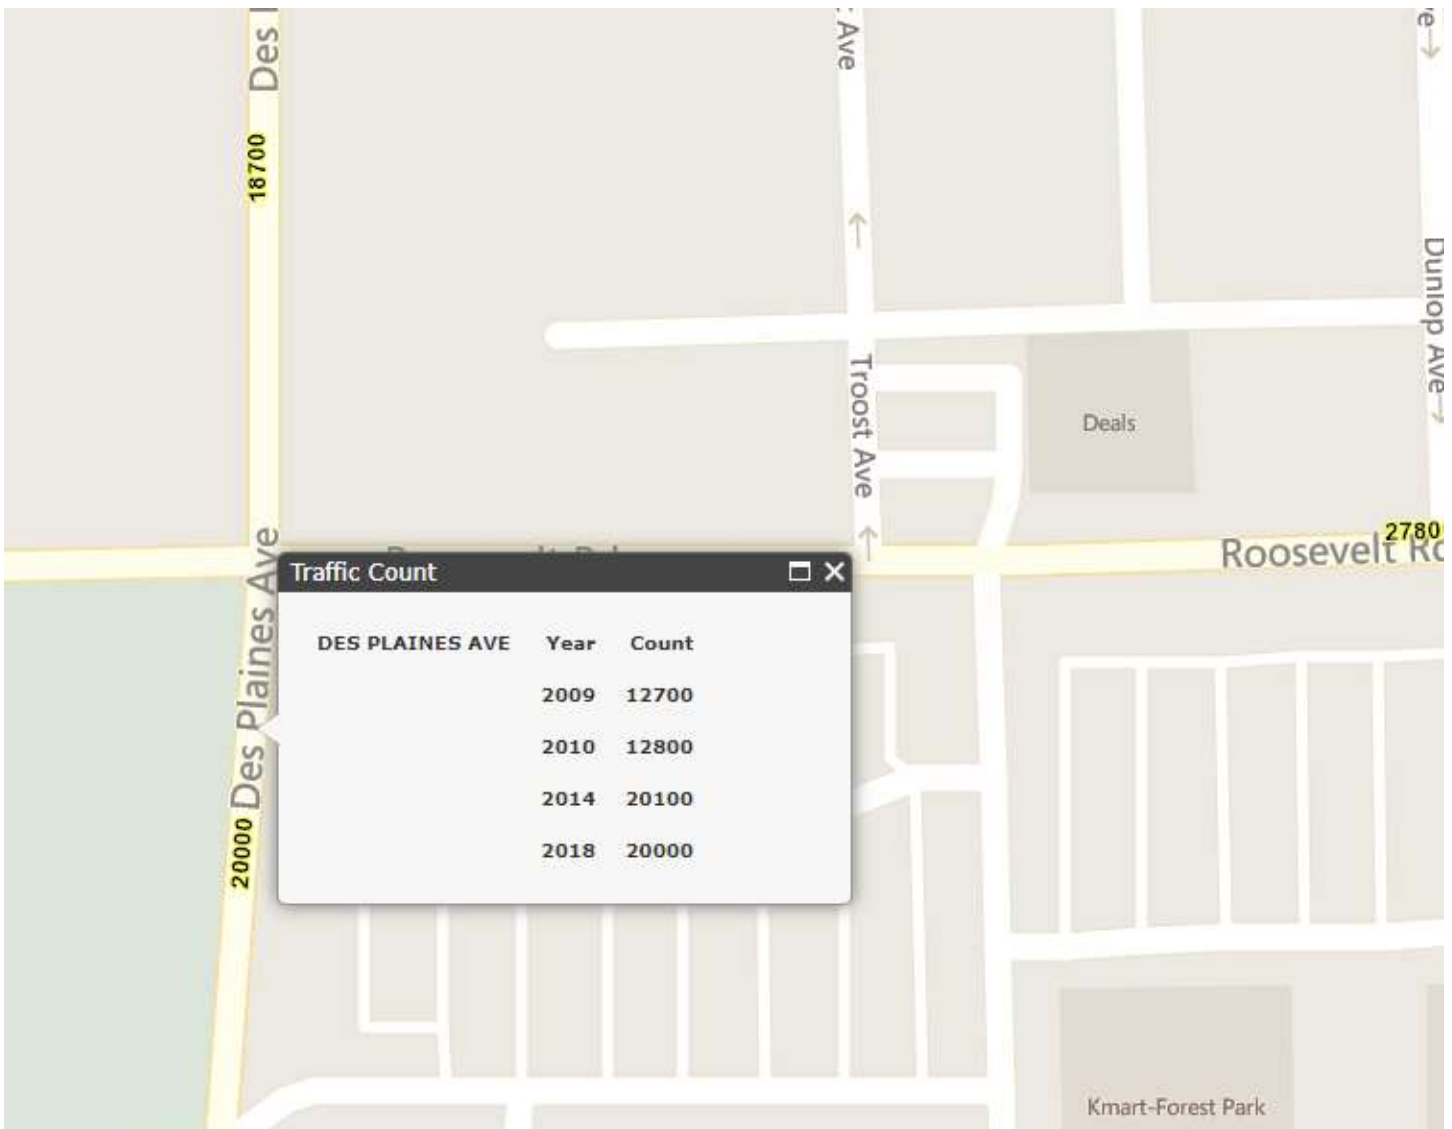 Des
18700
Ave
Dunlop Ave
Troost Ave
Deals
2780
Roosevelt
Des Plaines Ave
20000
Traffic Count
DES PLAINES AVE Year Count
2009 12700
2010 12800
2014 20100
2018 20000
Kmart-Forest Park